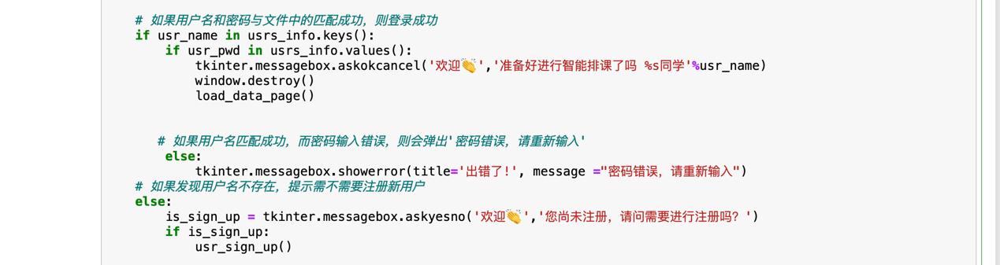 # 如果用户名和密码与文件中的匹配成功，则登录成功
if usr_name in usrs_info.keys():
if usr_pwd in usrs_info.values():
tkinter.messagebox.askokcancel('欢迎👏','准备好进行智能排课了吗 %s同学'%usr_name)
window.destroy()
load_data_page()
# 如果用户名匹配成功，而密码输入错误，则会弹出'密码错误，请重新输入'
else:
tkinter.messagebox.showerror(title='出错了!', message ="密码错误，请重新输入")
# 如果发现用户名不存在，提示需不需要注册新用户
else:
is_sign_up = tkinter.messagebox.askyesno('欢迎👏','您尚未注册，请问需要进行注册吗？')
if is_sign_up:
usr_sign_up()